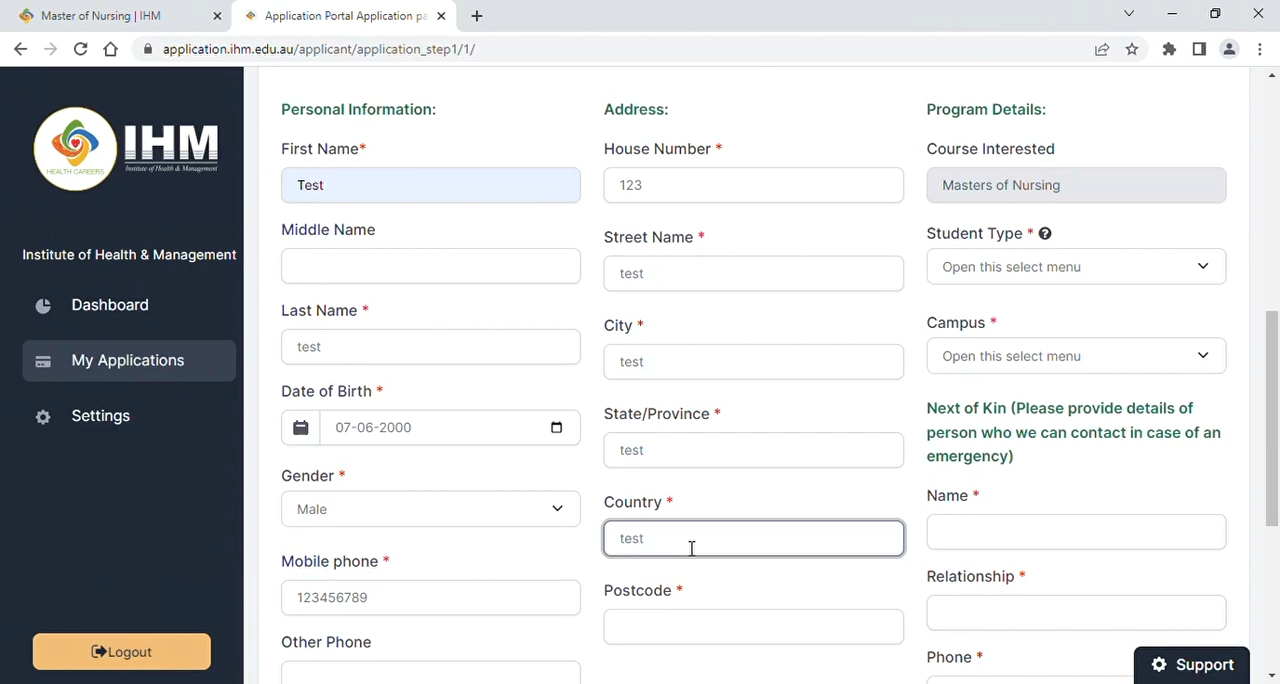 Master of Nursing | IHM
Application Portal Application pa
application.ihm.edu.au/applicant/application_step1/1/
IHM
HEALTH CAREERS
Institute of Health & Management
Institute of Health & Management
Dashboard
My Applications
Settings
Logout
Personal Information:
First Name*
Test
Middle Name
Last Name *
test
Date of Birth *
07-06-2000
Gender *
Male
Mobile phone *
123456789
Other Phone
Address:
House Number *
123
Street Name *
test
City *
test
State/Province *
test
Country *
test
Postcode *
Program Details:
Course Interested
Masters of Nursing
Student Type *
Open this select menu
Campus *
Open this select menu
Next of Kin (Please provide details of
person who we can contact in case of an
emergency)
Name *
Relationship *
Phone *
Support